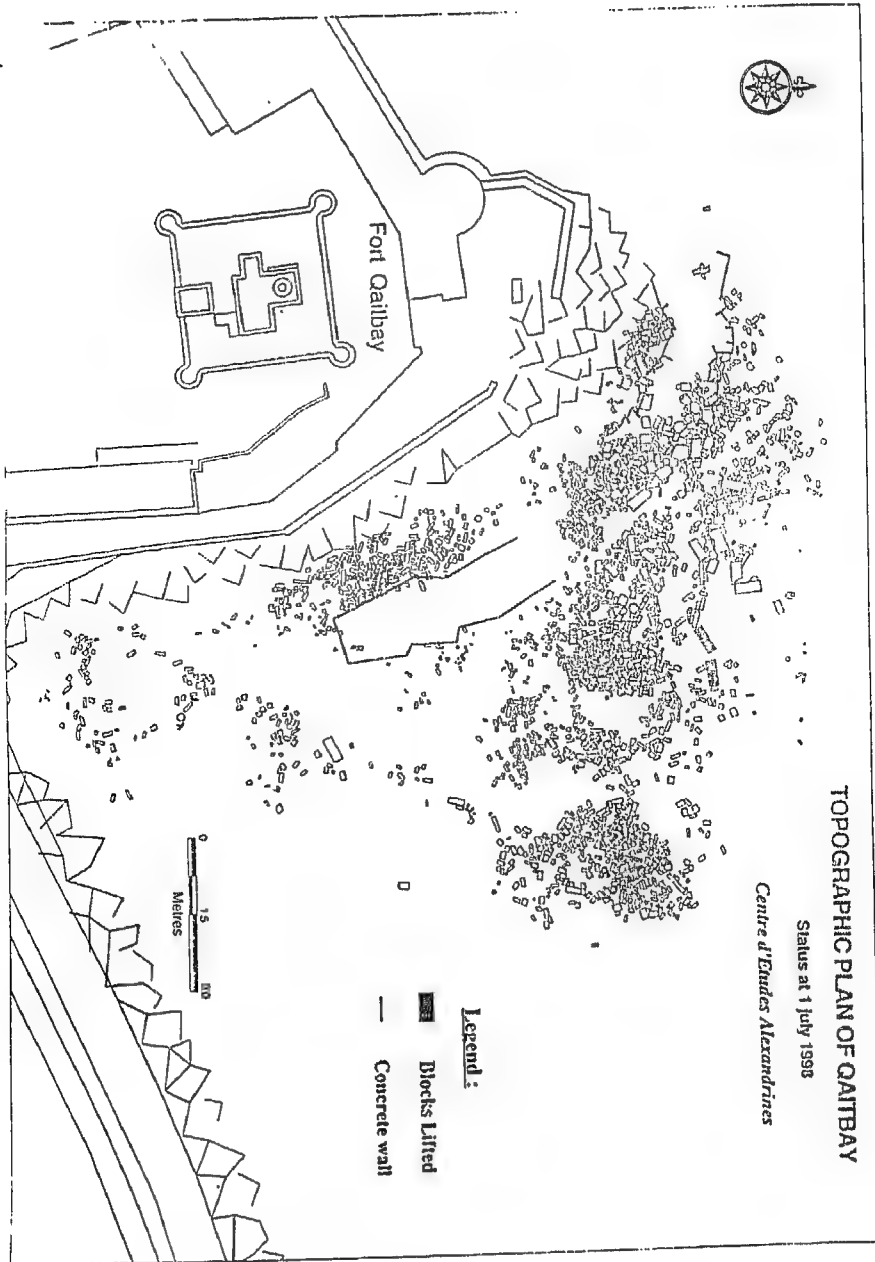 TOPOGRAPHIC PLAN OF QAITBAY
Status at 1 july 1998
Centre d'Etudes Alexandrines
Fort Qaitbay
Legend :
Blocks Lifted
Concrete wall
0 15
Metres